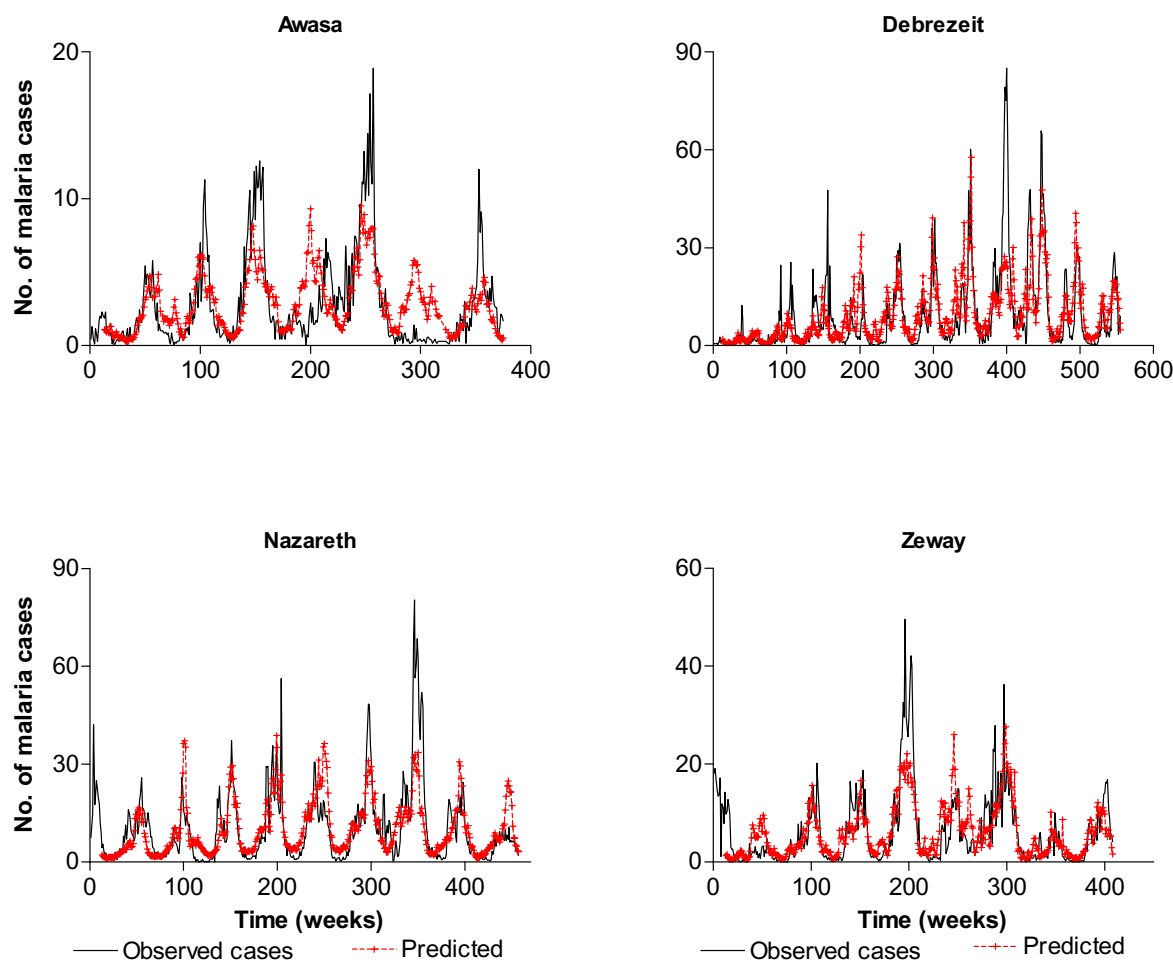 Awasa
No. of malaria cases
20
10
0
0 100 200 300 400
Debrezeit
90
60
30
0
0 100 200 300 400 500 600
Nazareth
No. of malaria cases
90
60
30
0
0 100 200 300 400
Time (weeks)
Observed cases Predicted
Zeway
60
40
20
0
0 100 200 300 400
Time (weeks)
Observed cases Predicted